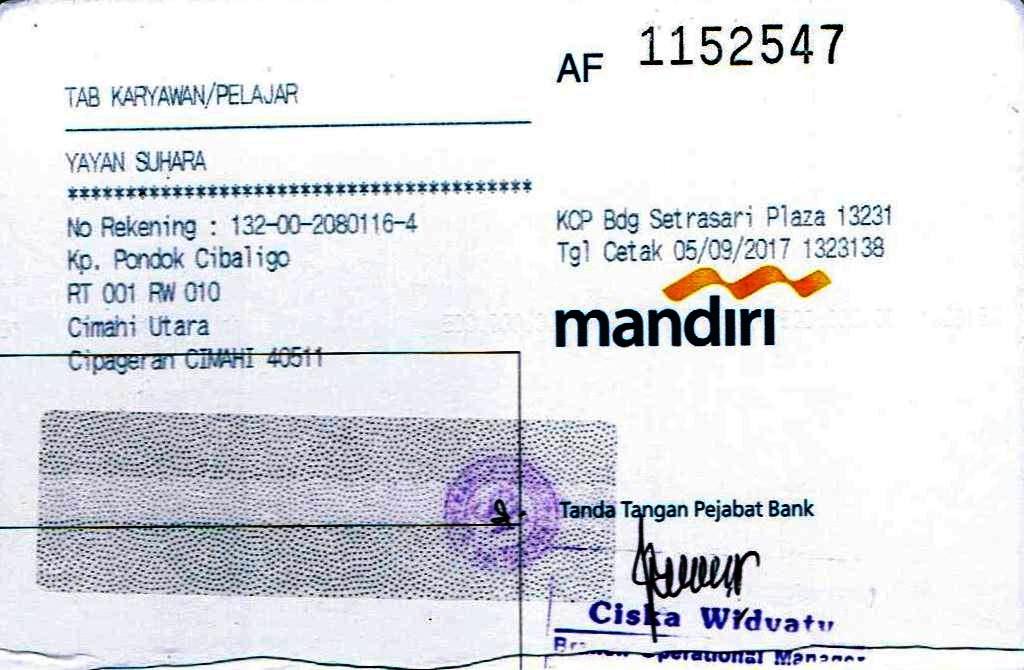 AF 1152547
TAB KARYAWAN/PELAJAR
YAYAN SUHARA
******************************************
No Rekening : 132-00-2080116-4
Kp. Pondok Cibaligo
RT 001 RW 010
Cimahi Utara
Cipageran CIMAHI 40511
KCP Bdg Setrasari Plaza 13231
Tgl Cetak 05/09/2017 1323138
mandiri
Tanda Tangan Pejabat Bank
Ciska
Operational Manager